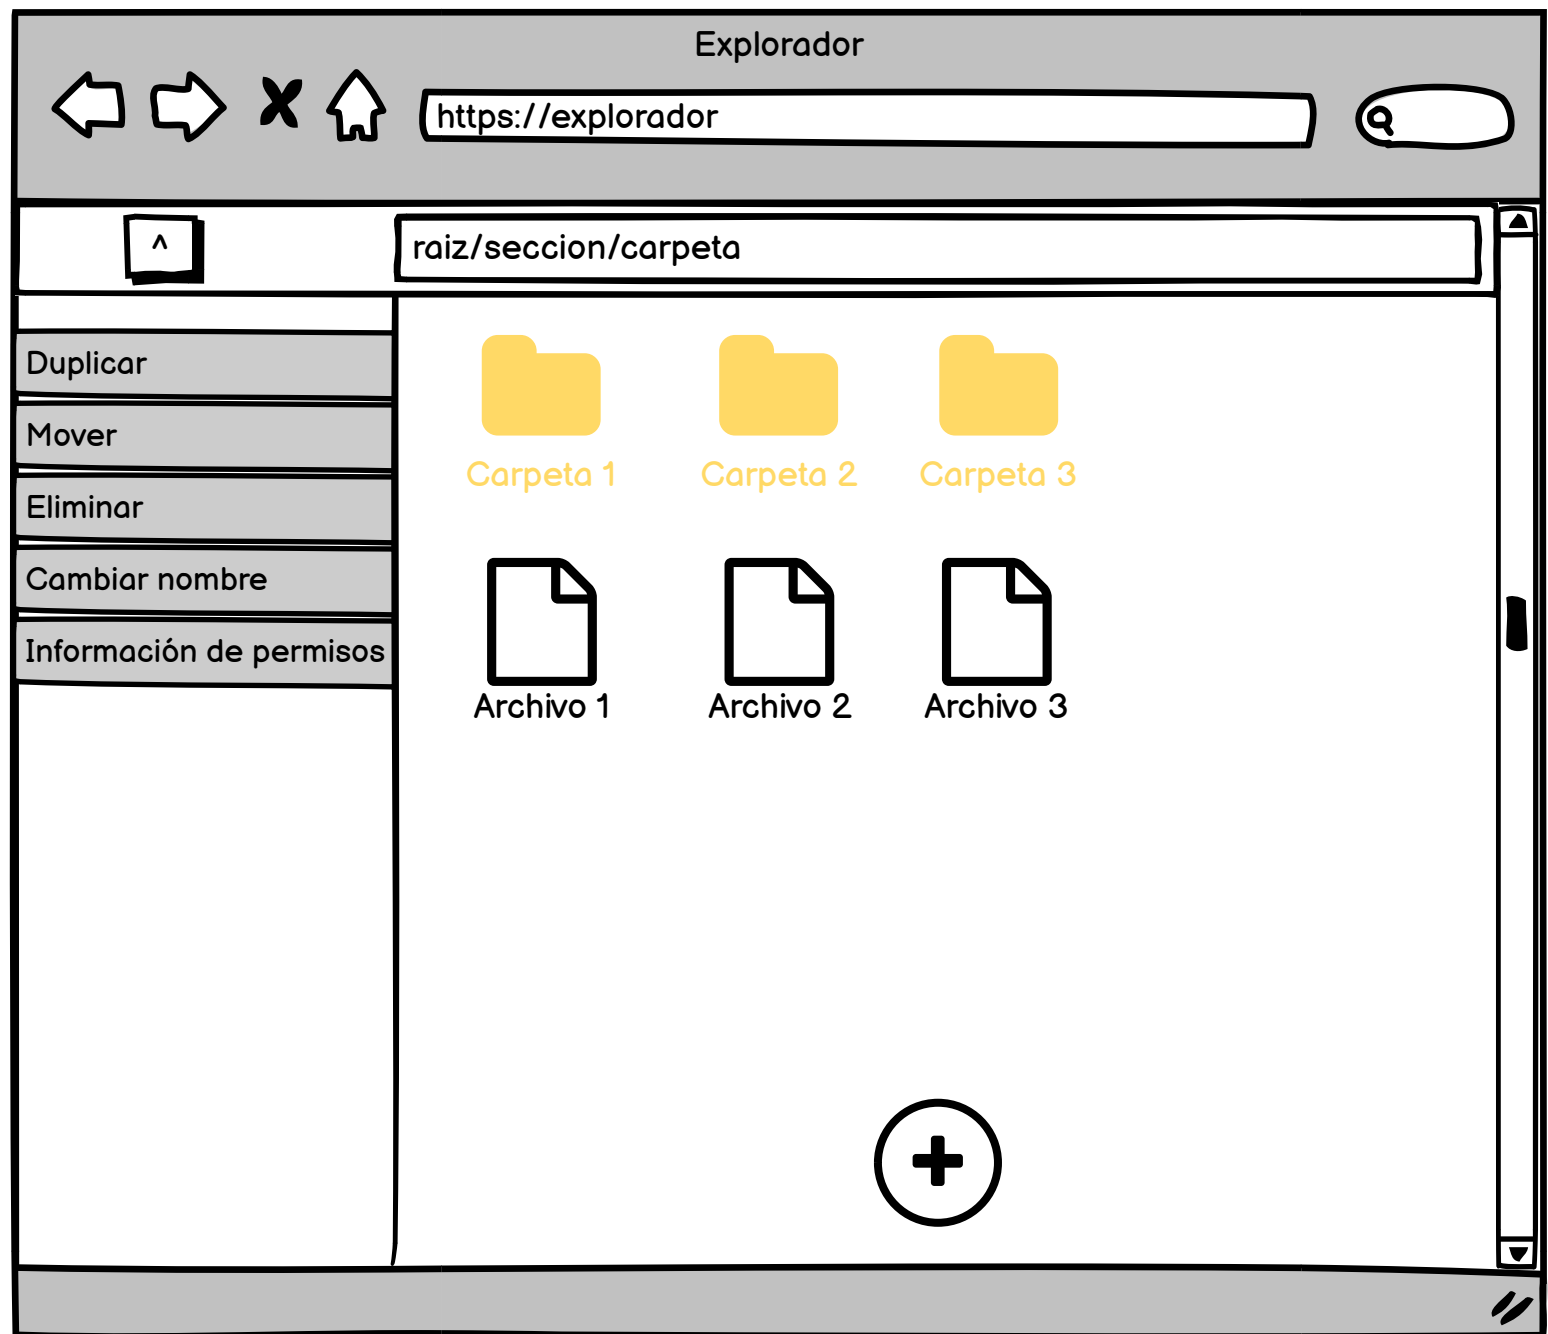 Explorador
https://explorador
^
raiz/seccion/carpeta
Duplicar
Mover
Eliminar
Cambiar nombre
Información de permisos
Carpeta 1
Carpeta 2
Carpeta 3
Archivo 1
Archivo 2
Archivo 3